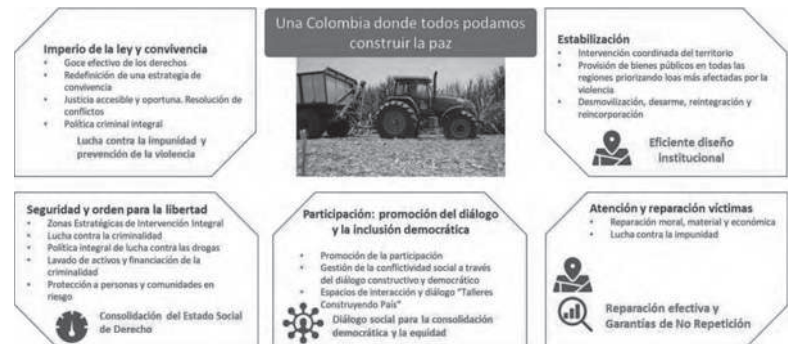 Una Colombia donde todos podamos
construir la paz
Imperio de la ley y convivencia
• Goce efectivo de los derechos
• Redefinición de una estrategia de
convivencia
• Justicia accesible y oportuna. Resolución de
conflictos
• Política criminal integral
Lucha contra la impunidad y
prevención de la violencia
Estabilización
• Intervención coordinada del territorio
• Provisión de bienes públicos en todas las
regiones priorizando loas más afectadas por la
violencia
• Desmovilización, desarme, reintegración y
reincorporación
Eficiente diseño
institucional
Seguridad y orden para la libertad
• Zonas Estratégicas de Intervención Integral
• Lucha contra la criminalidad
• Política integral de lucha contra las drogas
• Lavado de activos y financiación de la
criminalidad
• Protección a personas y comunidades en
riesgo
Consolidación del Estado Social
de Derecho
Participación: promoción del diálogo
y la inclusión democrática
• Promoción de la participación
• Gestión de la conflictividad social a través
del diálogo constructivo y democrático
• Espacios de interacción y diálogo "Talleres
Construyendo País"
Diálogo social para la consolidación
democrática y la equidad
Atención y reparación víctimas
• Reparación moral, material y económica
• Lucha contra la impunidad
Reparación efectiva y
Garantías de No Repetición